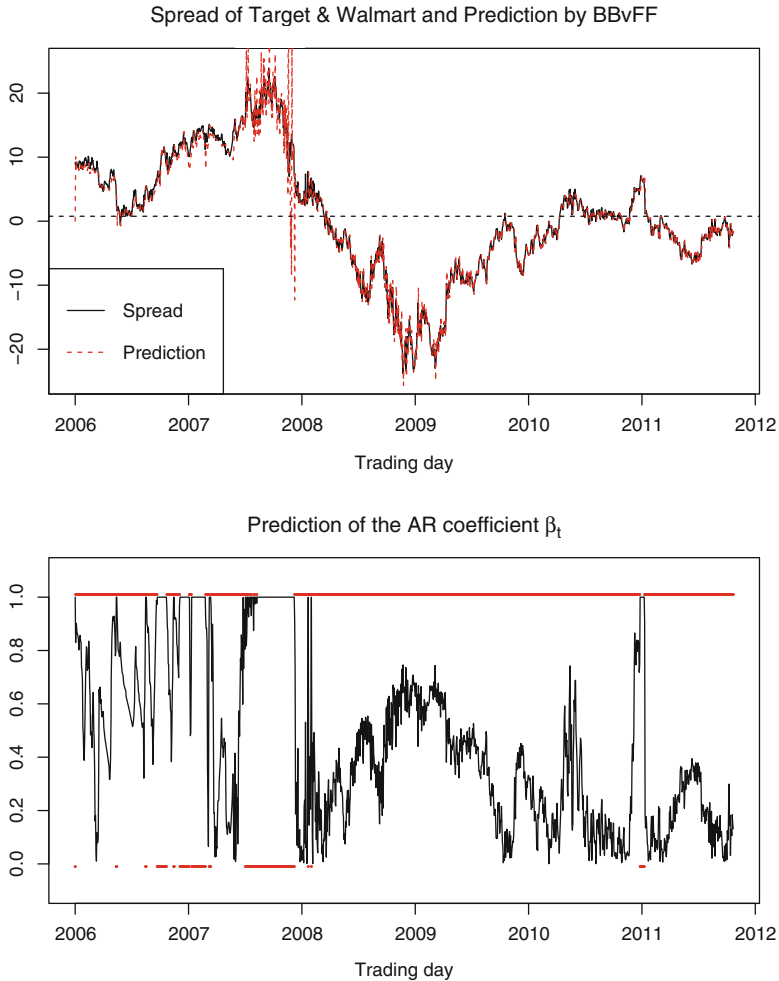 Spread of Target & Walmart and Prediction by BBvFF
20
10
0
−10
−20
Spread
Prediction
2006 2007 2008 2009 2010 2011 2012
Trading day
Prediction of the AR coefficient βt
1.0
0.8
0.6
0.4
0.2
0.0
2006 2007 2008 2009 2010 2011 2012
Trading day